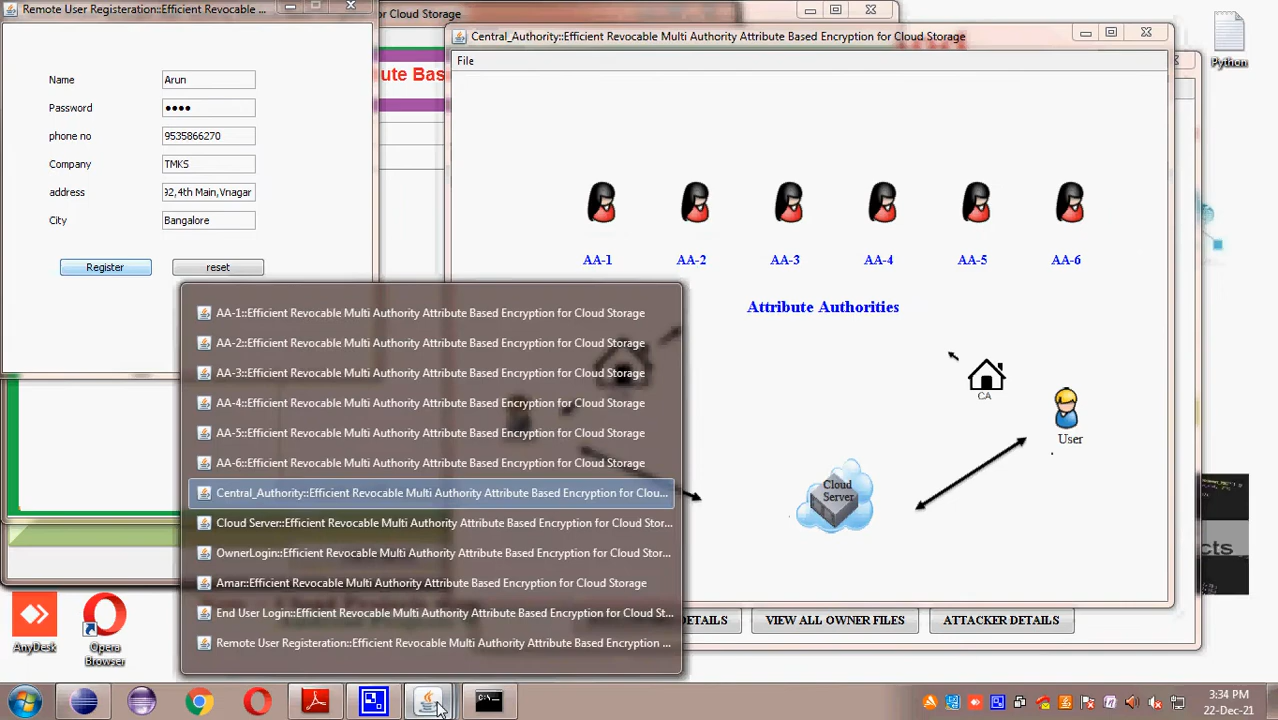 Remote User Registeration::Efficient Revocable ...
or Cloud Storage
Central_Authority::Efficient Revocable Multi Authority Attribute Based Encryption for Cloud Storage
File
Python
ute Bas
Name
Arun
Password
••••
phone no
9535866270
Company
TMKS
address
92,4th Main,Vnagar
City
Bangalore
Register
reset
AA-1
AA-2
AA-3
AA-4
AA-5
AA-6
Attribute Authorities
CA
User
Cloud
Server
AA-1::Efficient Revocable Multi Authority Attribute Based Encryption for Cloud Storage
AA-2::Efficient Revocable Multi Authority Attribute Based Encryption for Cloud Storage
AA-3::Efficient Revocable Multi Authority Attribute Based Encryption for Cloud Storage
AA-4::Efficient Revocable Multi Authority Attribute Based Encryption for Cloud Storage
AA-5::Efficient Revocable Multi Authority Attribute Based Encryption for Cloud Storage
AA-6::Efficient Revocable Multi Authority Attribute Based Encryption for Cloud Storage
Central_Authority::Efficient Revocable Multi Authority Attribute Based Encryption for Clou...
Cloud Server::Efficient Revocable Multi Authority Attribute Based Encryption for Cloud Stor...
OwnerLogin::Efficient Revocable Multi Authority Attribute Based Encryption for Cloud Stor...
Amar::Efficient Revocable Multi Authority Attribute Based Encryption for Cloud Storage
End User Login::Efficient Revocable Multi Authority Attribute Based Encryption for Cloud St...
Remote User Registeration::Efficient Revocable Multi Authority Attribute Based Encryption ...
DETAILS
VIEW ALL OWNER FILES
ATTACKER DETAILS
cts
AnyDesk
Opera
Browser
3:34 PM
22-Dec-21